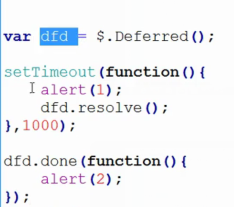 var dfd = $.Deferred();
setTimeout(function(){
alert(1);
dfd.resolve();
},1000);
dfd.done(function(){
alert(2);
});